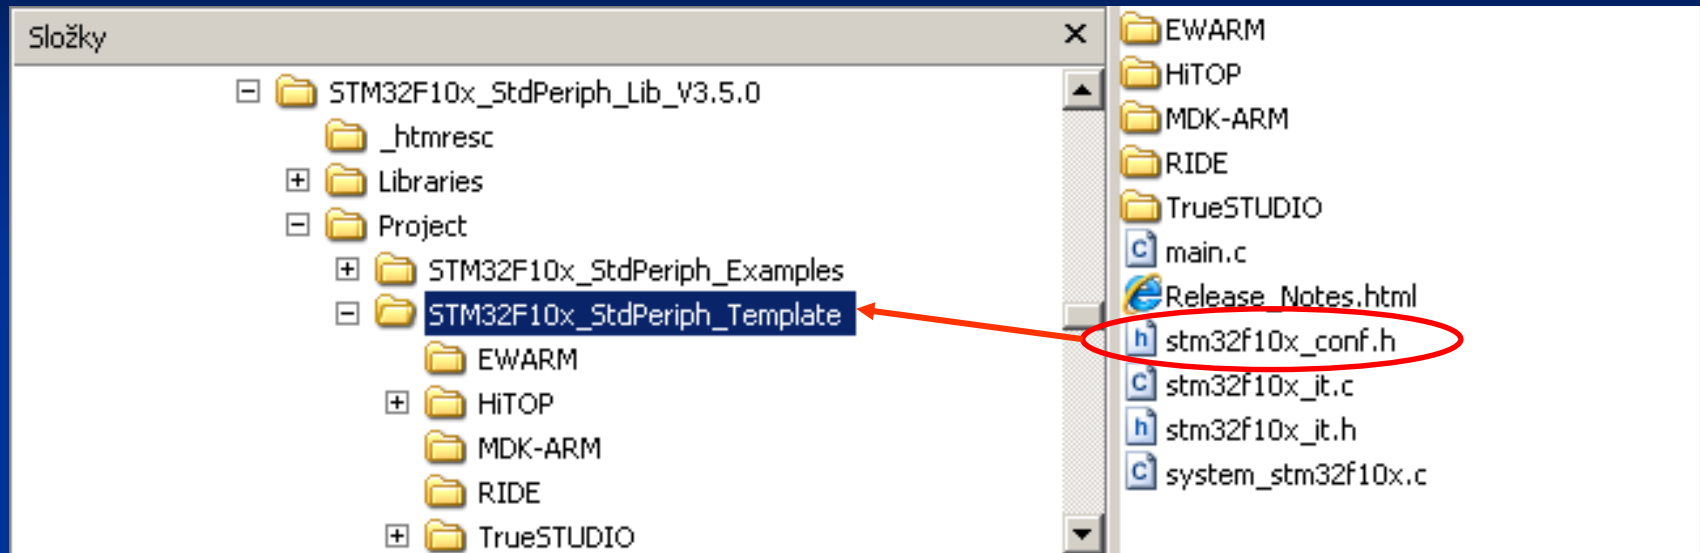 Složky
STM32F10x_StdPeriph_Lib_V3.5.0
_htmresc
Libraries
Project
STM32F10x_StdPeriph_Examples
STM32F10x_StdPeriph_Template
EWARM
HiTOP
MDK-ARM
RIDE
TrueSTUDIO
EWARM
HiTOP
MDK-ARM
RIDE
TrueSTUDIO
main.c
Release_Notes.html
stm32f10x_conf.h
stm32f10x_it.c
stm32f10x_it.h
system_stm32f10x.c